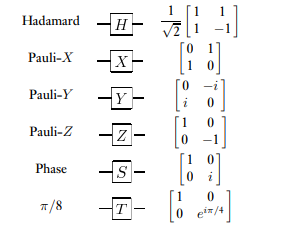 Hadamard H 1/√2 [1 1; 1 −1]
Pauli-X X [0 1; 1 0]
Pauli-Y Y [0 −i; i 0]
Pauli-Z Z [1 0; 0 −1]
Phase S [1 0; 0 i]
π/8 T [1 0; 0 e^{iπ/4}]